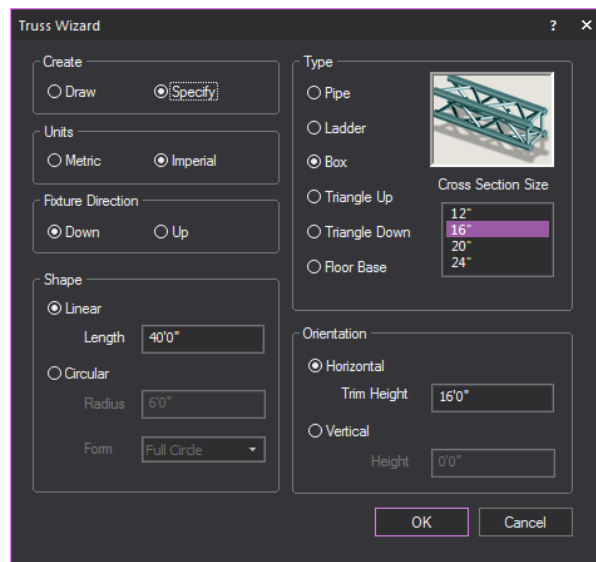 Truss Wizard ? ×
Create
Draw Specify
Units
Metric Imperial
Fixture Direction
Down Up
Shape
Linear
Length 40'0"
Circular
Radius 6'0"
Form Full Circle
Type
Pipe
Ladder
Box
Triangle Up
Triangle Down
Floor Base
Cross Section Size
12"
16"
20"
24"
Orientation
Horizontal
Trim Height 16'0"
Vertical
Height 0'0"
OK Cancel